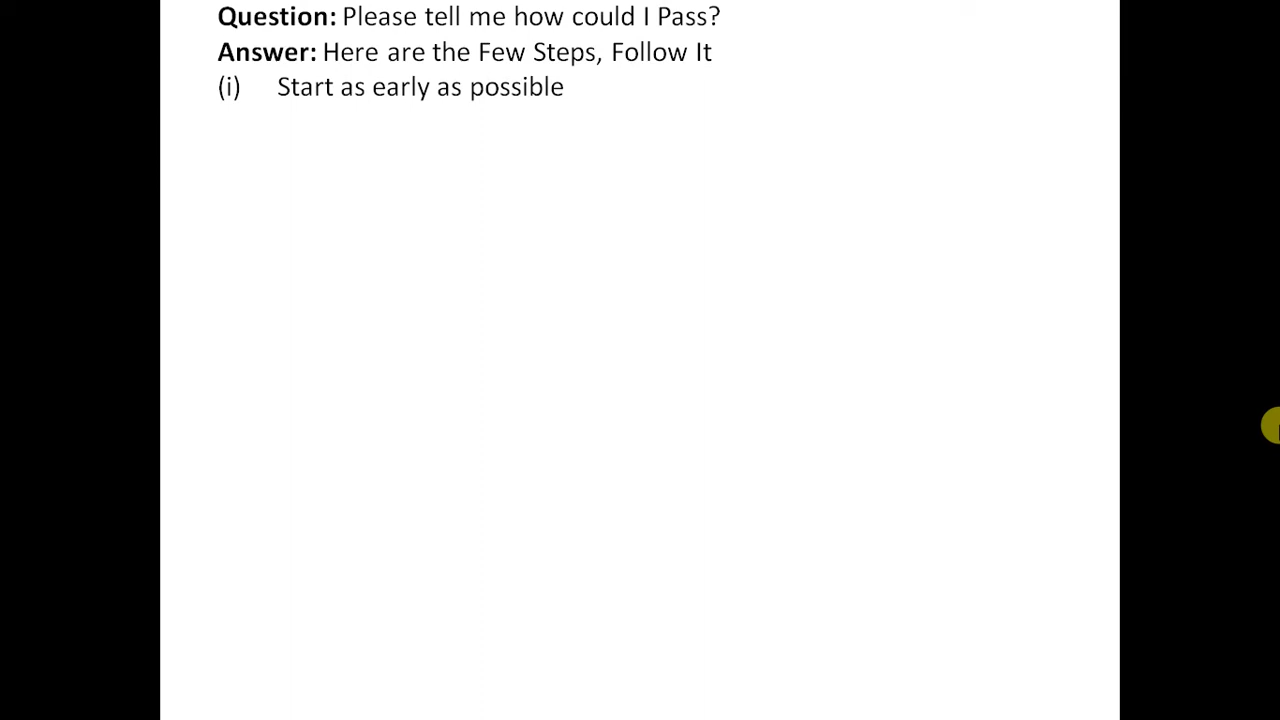 Question: Please tell me how could I Pass?
Answer: Here are the Few Steps, Follow It
(i) Start as early as possible